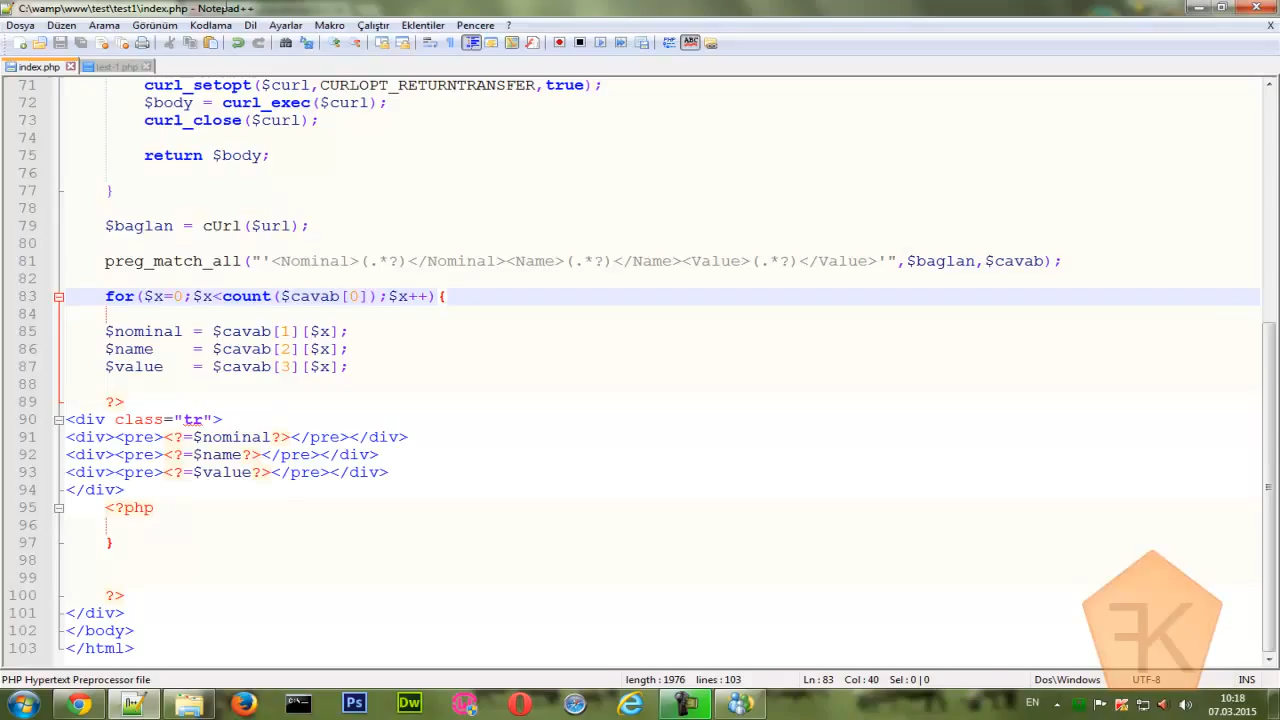 C:\wamp\www\test\test1\index.php - Notepad++
Dosya Düzen Arama Görünüm Kodlama Dil Ayarlar Makro Çalıştır Eklentiler Pencere ? X
index.php text-1.php
71 curl_setopt($curl,CURLOPT_RETURNTRANSFER,true);
72 $body = curl_exec($curl);
73 curl_close($curl);
74
75 return $body;
76
77 }
78
79 $baglan = cUrl($url);
80
81 preg_match_all("'<Nominal>(.*?)</Nominal><Name>(.*?)</Name><Value>(.*?)</Value>'",$baglan,$cavab);
82
83 for($x=0;$x<count($cavab[0]);$x++){
84
85 $nominal = $cavab[1][$x];
86 $name = $cavab[2][$x];
87 $value = $cavab[3][$x];
88
89 ?>
90 <div class="tr">
91 <div><pre><?=$nominal?></pre></div>
92 <div><pre><?=$name?></pre></div>
93 <div><pre><?=$value?></pre></div>
94 </div>
95 <?php
96
97 }
98
99
100 ?>
101 </div>
102 </body>
103 </html>
PHP Hypertext Preprocessor file length : 1976 lines : 103 Ln : 83 Col : 40 Sel : 0 | 0 Dos\Windows UTF-8 INS
Ps Dw EN 10:18
07.03.2015